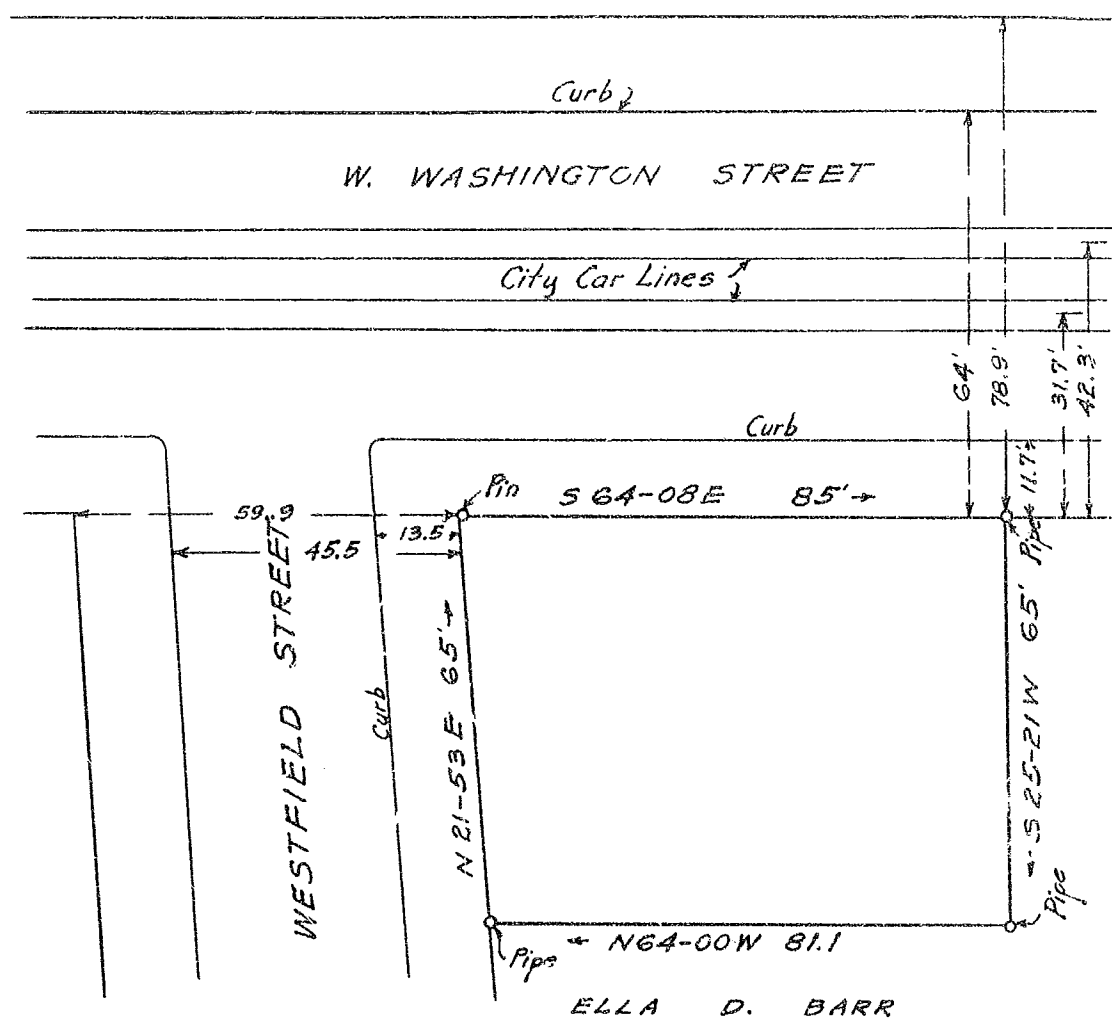 Curb
W. WASHINGTON STREET
City Car Lines
64'
78.9'
31.7'
42.3'
Curb
11.7'±
Pin
S 64-08E 85'
Pipe
59.9
13.5
45.5
WESTFIELD STREET
Curb
N 21-53 E 65'
S 25-21 W 65'
Pipe
Pipe
N64-00W 81.1
ELLA D. BARR